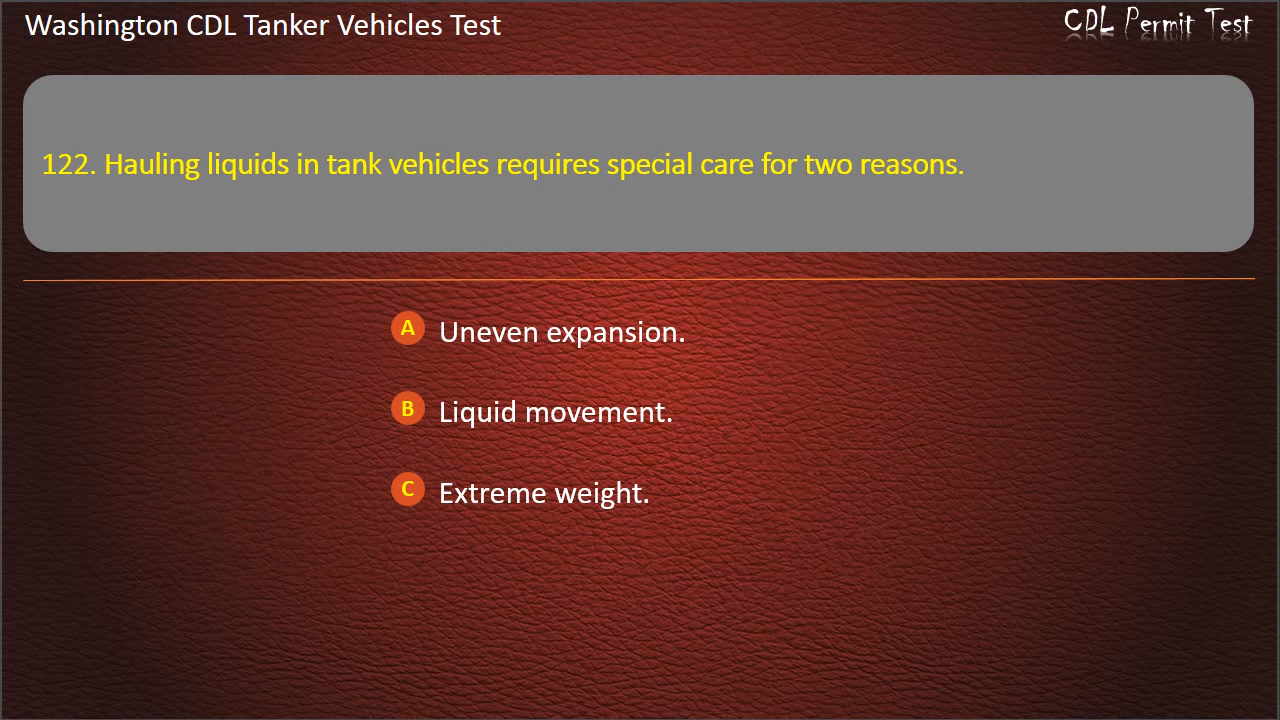 Washington CDL Tanker Vehicles Test
CDL Permit Test
122. Hauling liquids in tank vehicles requires special care for two reasons.
A Uneven expansion.
B Liquid movement.
C Extreme weight.